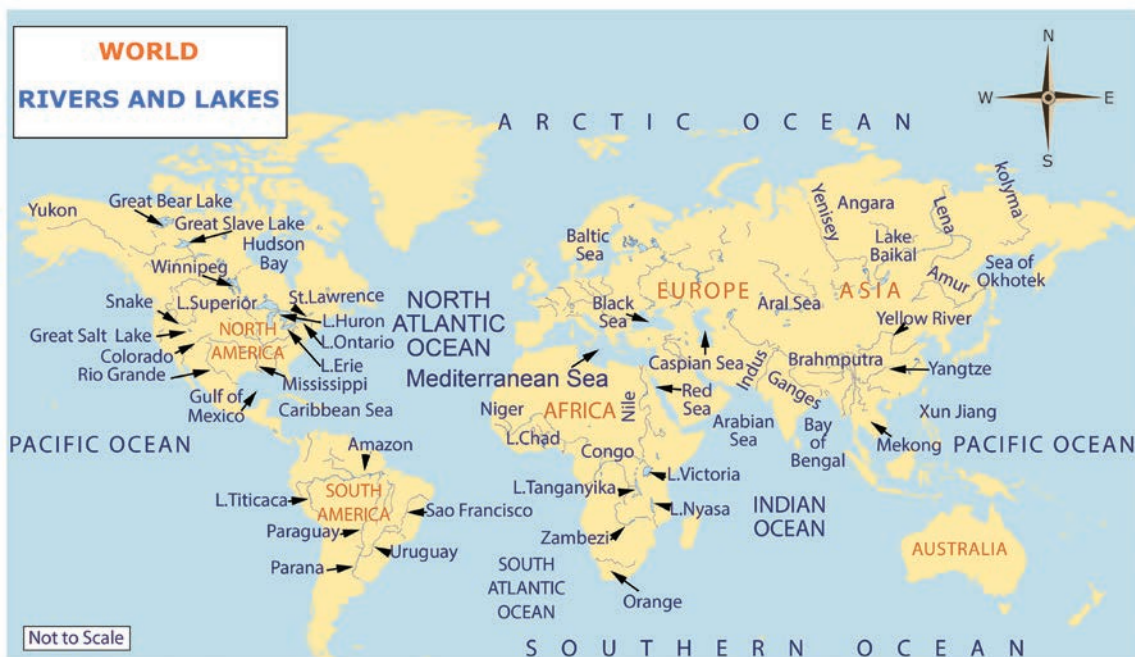 WORLD
RIVERS AND LAKES
N
W
E
S
ARCTIC OCEAN
Great Bear Lake
Yukon
Great Slave Lake
Hudson
Bay
Winnipeg
Snake
L.Superior
St.Lawrence
L.Huron
Great Salt Lake
NORTH
AMERICA
L.Ontario
Colorado
L.Erie
Rio Grande
Mississippi
Gulf of
Mexico
Caribbean Sea
NORTH
ATLANTIC
OCEAN
Baltic
Sea
Black
Sea
EUROPE
Aral Sea
ASIA
Yenisey
Angara
Lena
kolyma
Lake
Baikal
Amur
Sea of
Okhotek
Yellow River
Caspian Sea
Mediterranean Sea
Indus
Brahmputra
Yangtze
Ganges
Red
Sea
Nile
AFRICA
Niger
L.Chad
Congo
Arabian
Sea
Bay
of
Bengal
Xun Jiang
Mekong
PACIFIC OCEAN
PACIFIC OCEAN
Amazon
L.Titicaca
SOUTH
AMERICA
Sao Francisco
Paraguay
Uruguay
Parana
L.Victoria
L.Tanganyika
L.Nyasa
Zambezi
INDIAN
OCEAN
SOUTH
ATLANTIC
OCEAN
Orange
AUSTRALIA
Not to Scale
SOUTHERN OCEAN